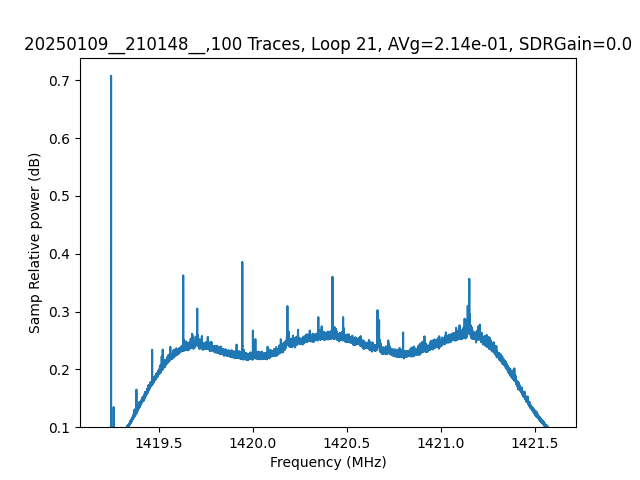 20250109__210148__,100 Traces, Loop 21, AVg=2.14e-01, SDRGain=0.0
Samp Relative power (dB)
0.7
0.6
0.5
0.4
0.3
0.2
0.1
1419.5 1420.0 1420.5 1421.0 1421.5
Frequency (MHz)